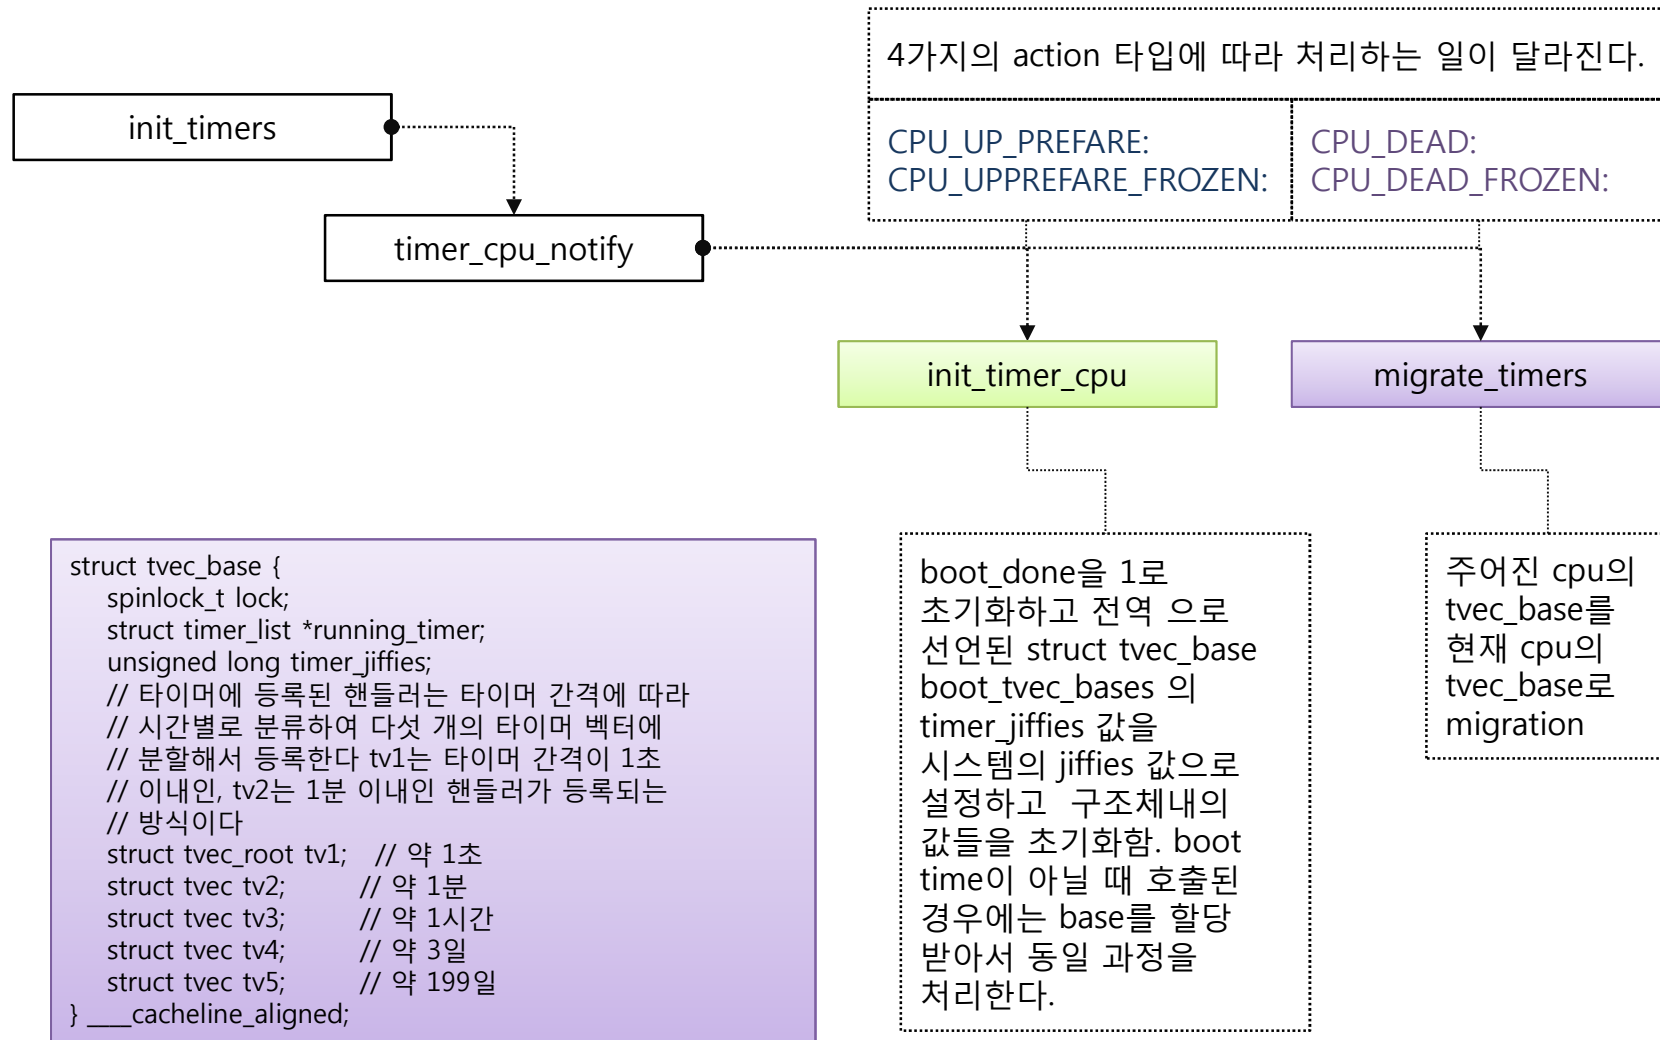 4가지의 action 타입에 따라 처리하는 일이 달라진다.
init_timers
CPU_UP_PREFARE:
CPU_UPPREFARE_FROZEN:
CPU_DEAD:
CPU_DEAD_FROZEN:
timer_cpu_notify
init_timer_cpu
migrate_timers
struct tvec_base {
spinlock_t lock;
struct timer_list *running_timer;
unsigned long timer_jiffies;
// 타이머에 등록된 핸들러는 타이머 간격에 따라
// 시간별로 분류하여 다섯 개의 타이머 벡터에
// 분할해서 등록한다 tv1는 타이머 간격이 1초
// 이내인, tv2는 1분 이내인 핸들러가 등록되는
// 방식이다
struct tvec_root tv1; // 약 1초
struct tvec tv2; // 약 1분
struct tvec tv3; // 약 1시간
struct tvec tv4; // 약 3일
struct tvec tv5; // 약 199일
} ____cacheline_aligned;
boot_done을 1로
초기화하고 전역 으로
선언된 struct tvec_base
boot_tvec_bases 의
timer_jiffies 값을
시스템의 jiffies 값으로
설정하고 구조체내의
값들을 초기화함. boot
time이 아닐 때 호출된
경우에는 base를 할당
받아서 동일 과정을
처리한다.
주어진 cpu의
tvec_base를
현재 cpu의
tvec_base로
migration